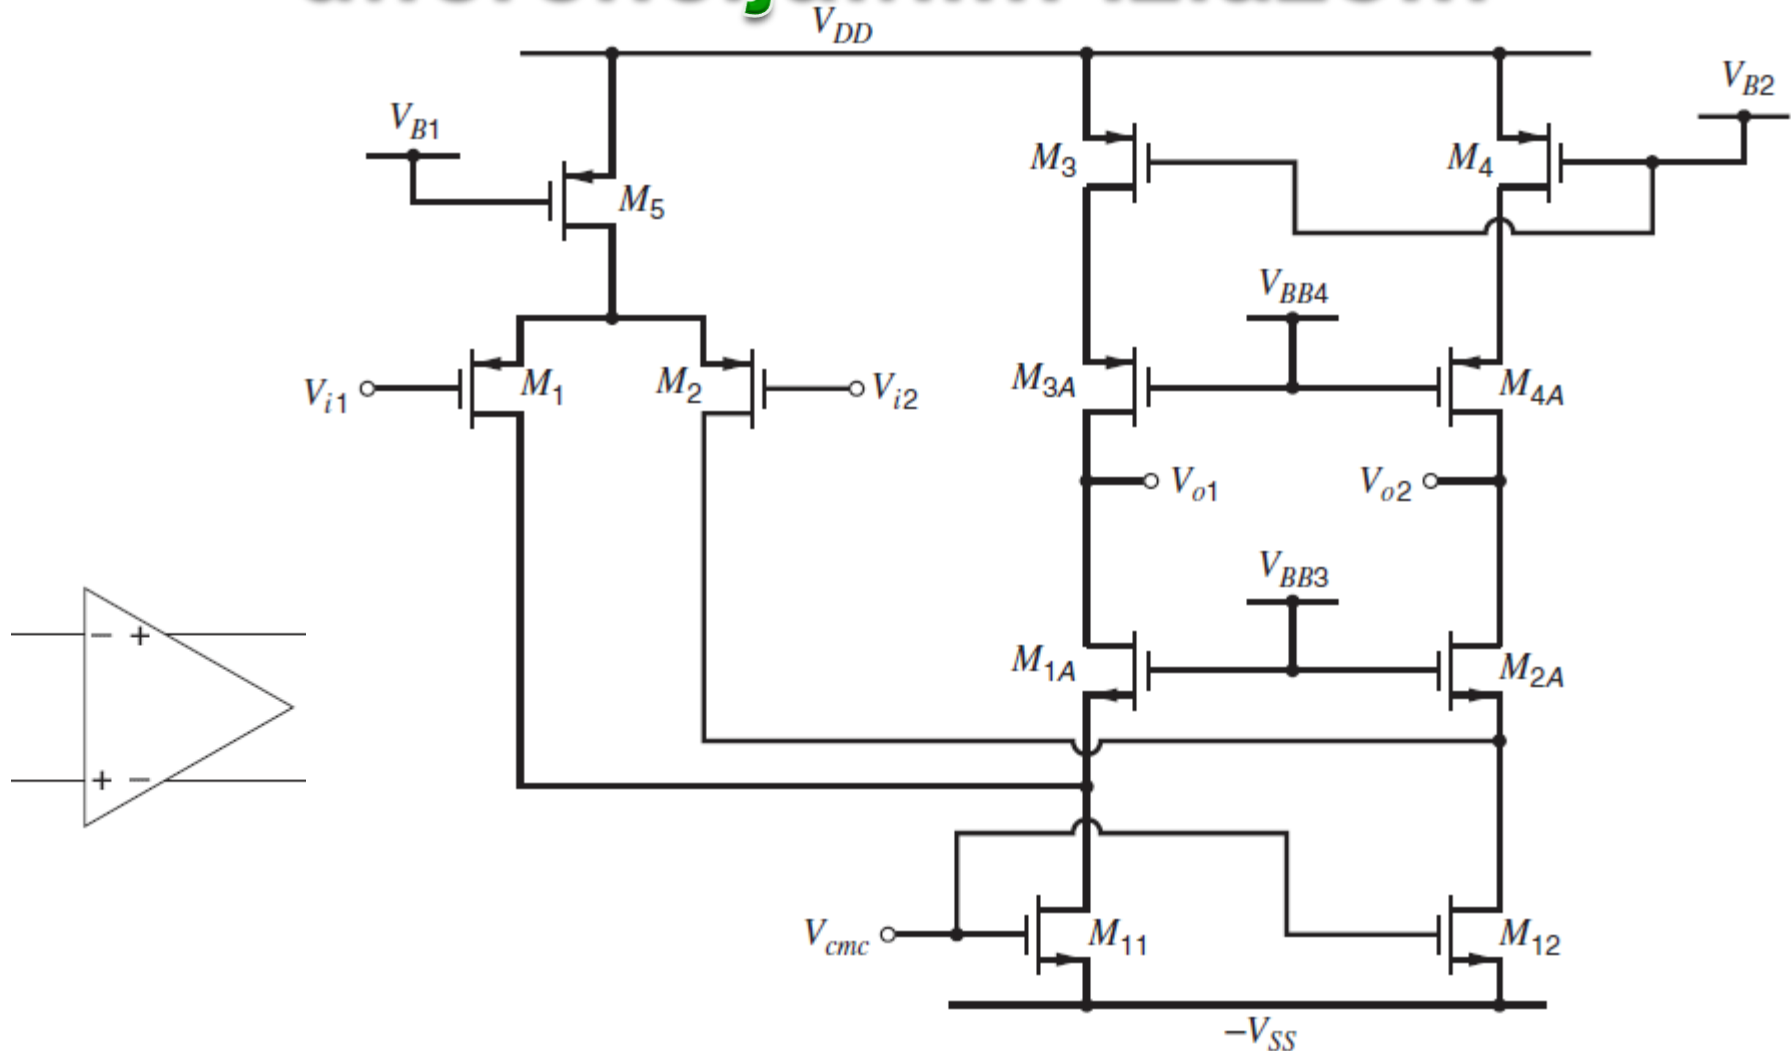 V_DD
V_B1
V_B2
M_5
M_3
M_4
V_i1
M_1
M_2
V_i2
V_BB4
M_3A
M_4A
V_o1
V_o2
V_BB3
M_1A
M_2A
− +
+ −
V_cmc
M_11
M_12
−V_SS